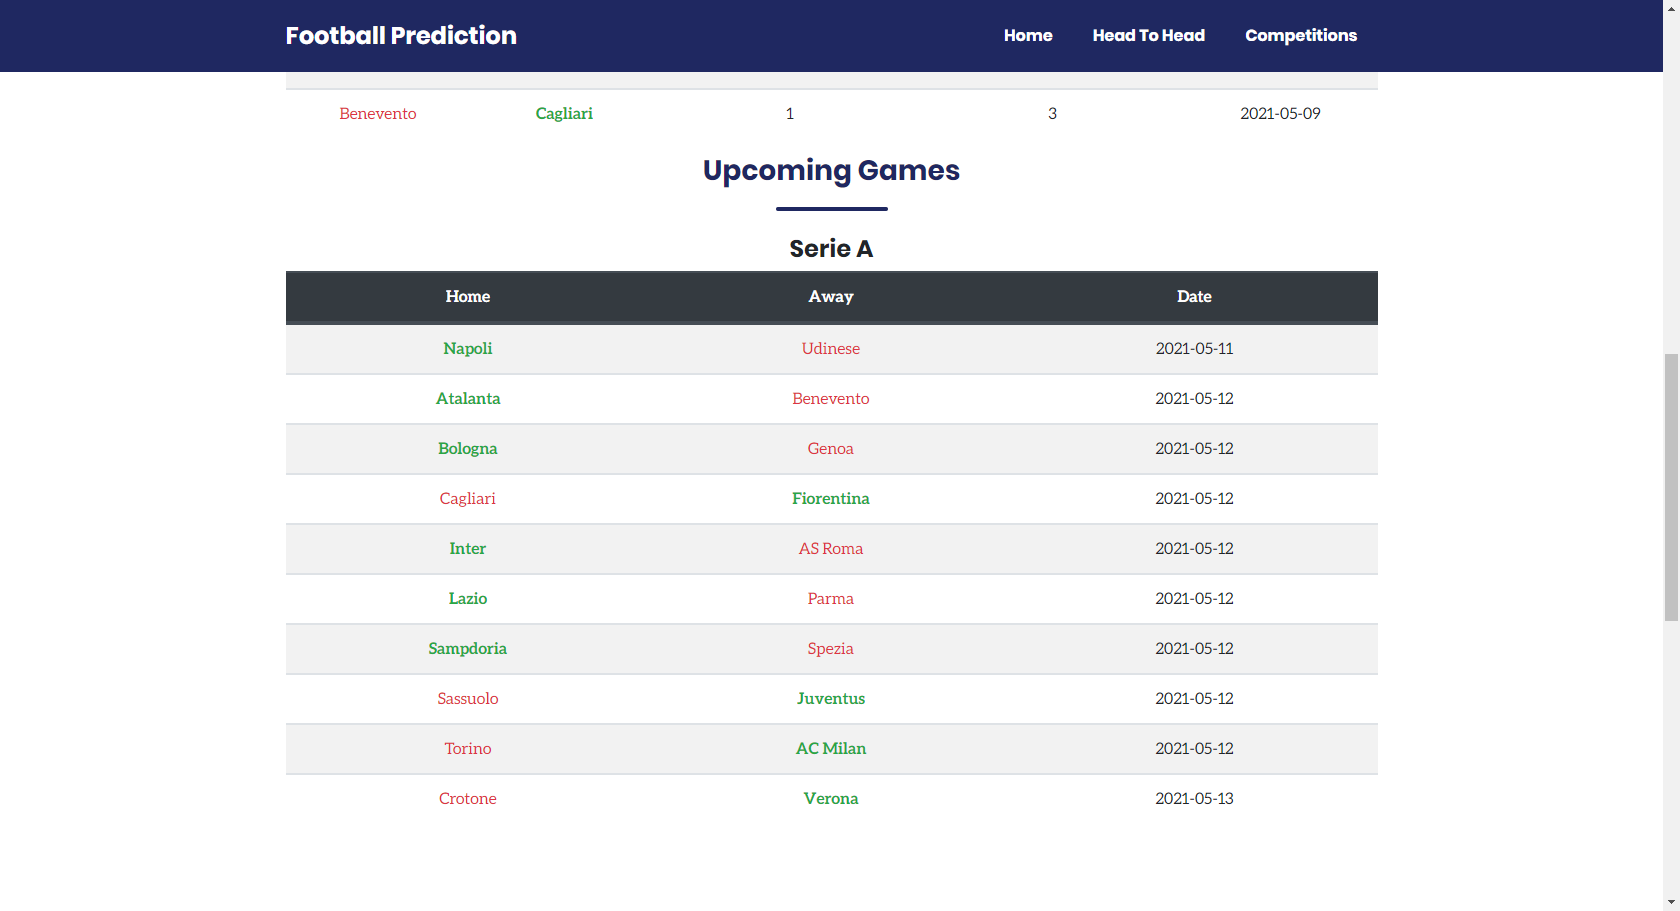 Football Prediction Home Head To Head Competitions
Benevento Cagliari 1 3 2021-05-09
Upcoming Games
Serie A
Home Away Date
Napoli Udinese 2021-05-11
Atalanta Benevento 2021-05-12
Bologna Genoa 2021-05-12
Cagliari Fiorentina 2021-05-12
Inter AS Roma 2021-05-12
Lazio Parma 2021-05-12
Sampdoria Spezia 2021-05-12
Sassuolo Juventus 2021-05-12
Torino AC Milan 2021-05-12
Crotone Verona 2021-05-13